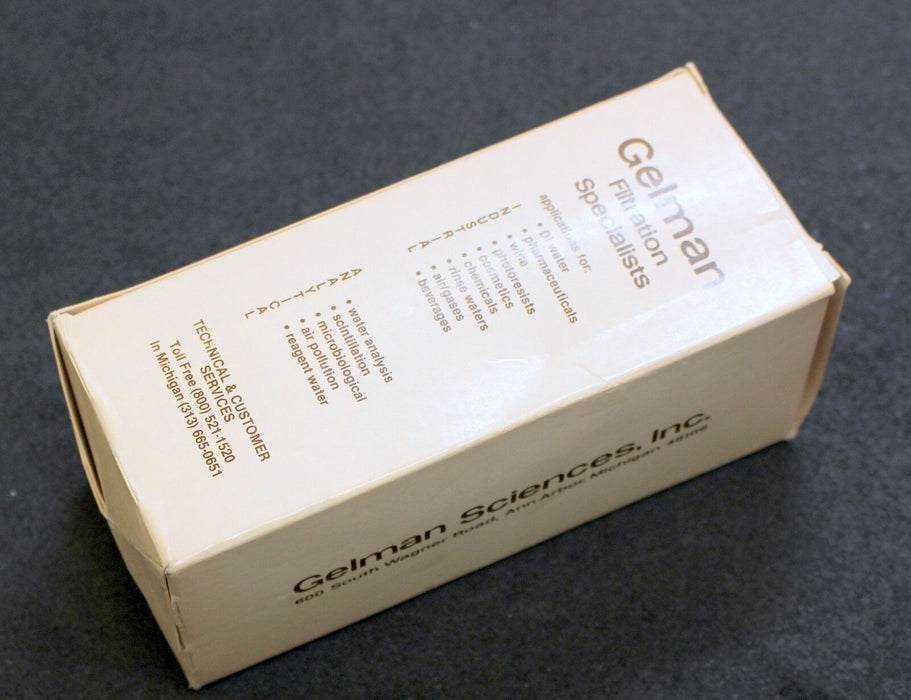 Gelman
Filtration
Specialists
applications for:
INDUSTRIAL
• DI water
• pharmaceuticals
• wine
• photoresists
• cosmetics
• chemicals
• rinse waters
• air/gases
• beverages
ANALYTICAL
• water analysis
• scintillation
• microbiological
• air pollution
• reagent water
TECHNICAL & CUSTOMER
SERVICES
Toll Free (800) 521-1520
In Michigan (313) 665-0651
Gelman Sciences, Inc.
600 South Wagner Road, Ann Arbor, Michigan 48106